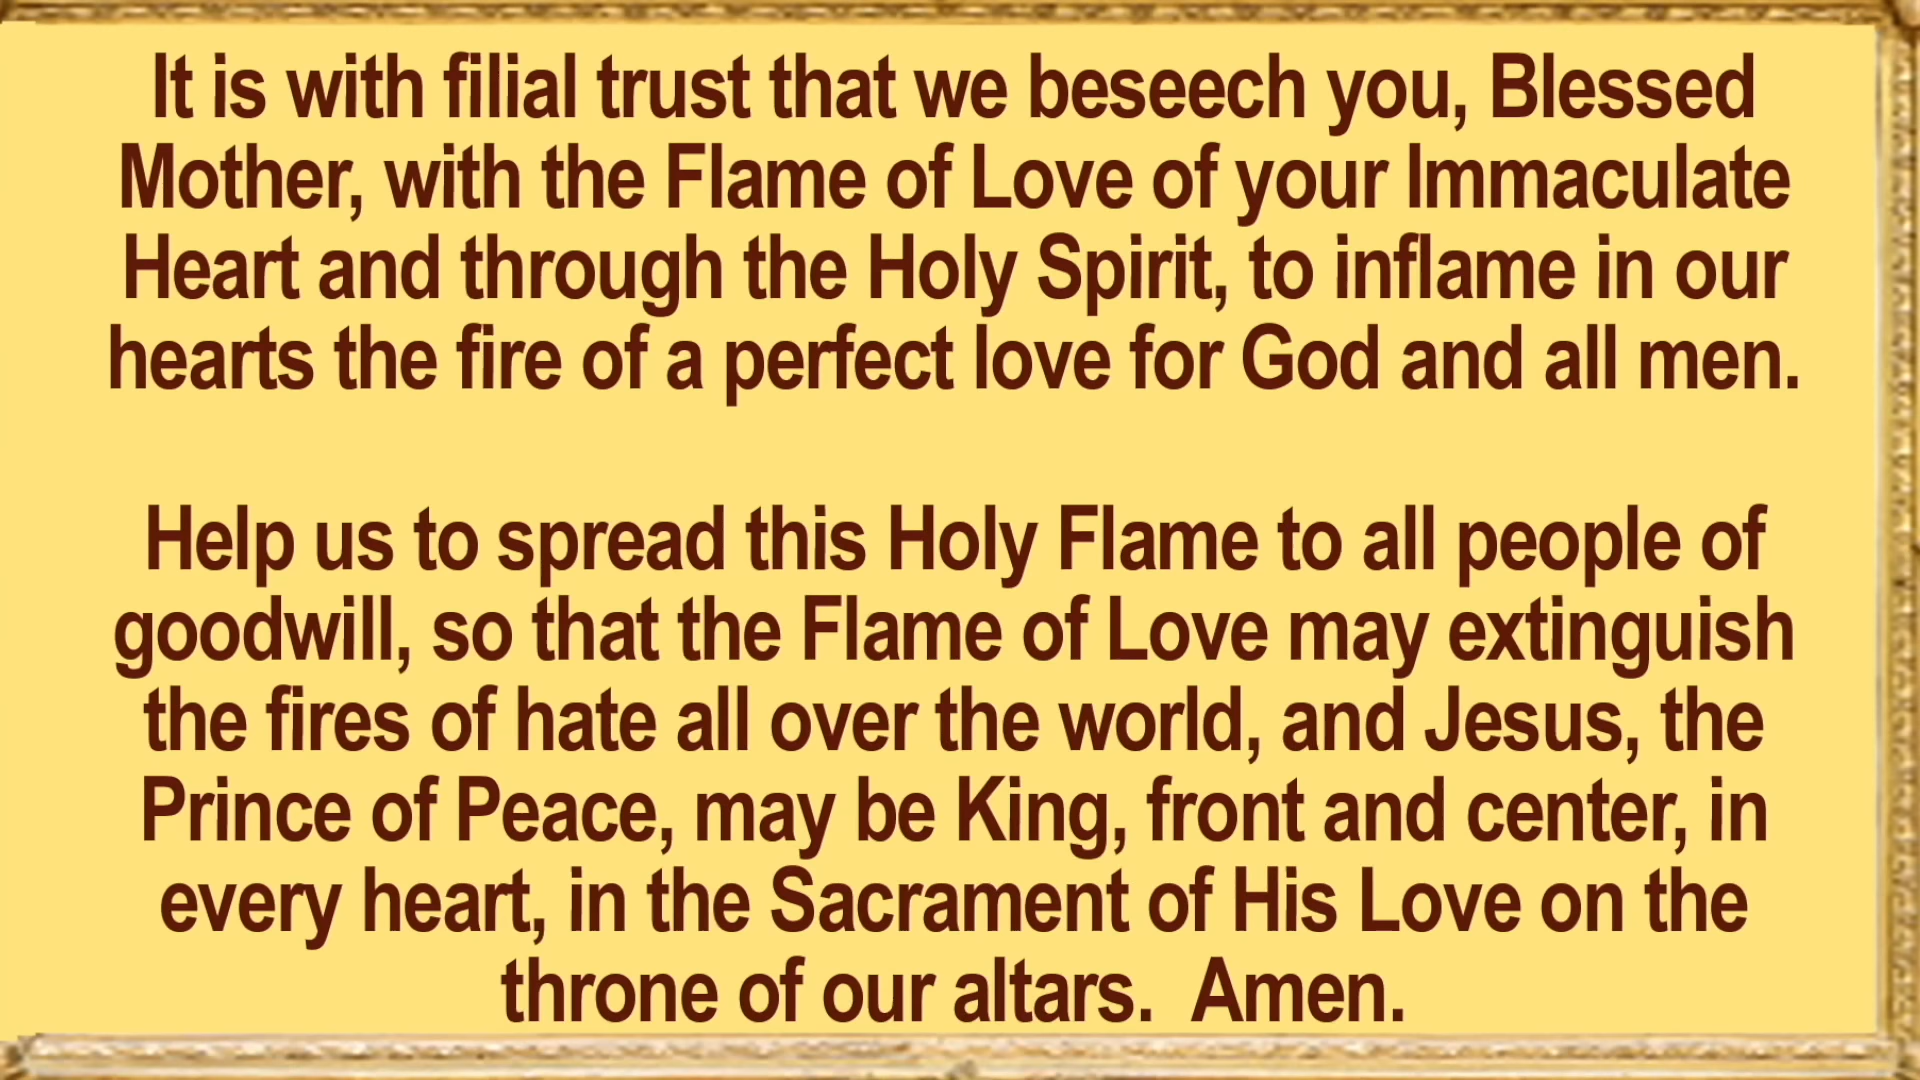 It is with filial trust that we beseech you, Blessed
Mother, with the Flame of Love of your Immaculate
Heart and through the Holy Spirit, to inflame in our
hearts the fire of a perfect love for God and all men.
Help us to spread this Holy Flame to all people of
goodwill, so that the Flame of Love may extinguish
the fires of hate all over the world, and Jesus, the
Prince of Peace, may be King, front and center, in
every heart, in the Sacrament of His Love on the
throne of our altars.  Amen.